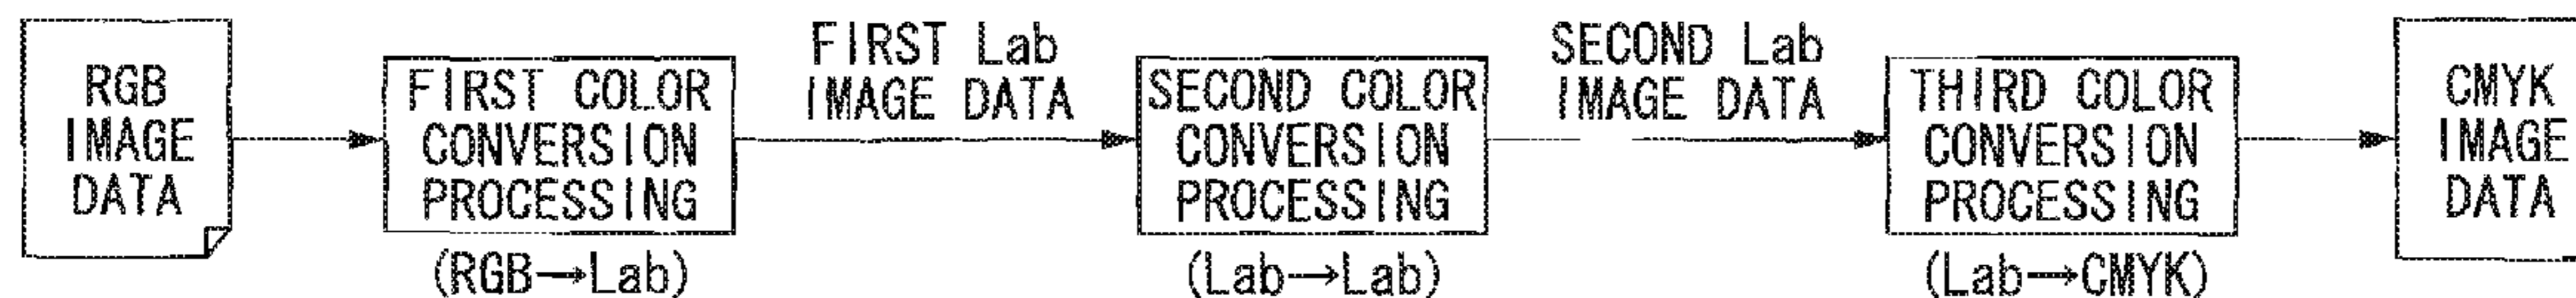 RGB
IMAGE
DATA
FIRST COLOR
CONVERSION
PROCESSING
(RGB→Lab)
FIRST Lab
IMAGE DATA
SECOND COLOR
CONVERSION
PROCESSING
(Lab→Lab)
SECOND Lab
IMAGE DATA
THIRD COLOR
CONVERSION
PROCESSING
(Lab→CMYK)
CMYK
IMAGE
DATA